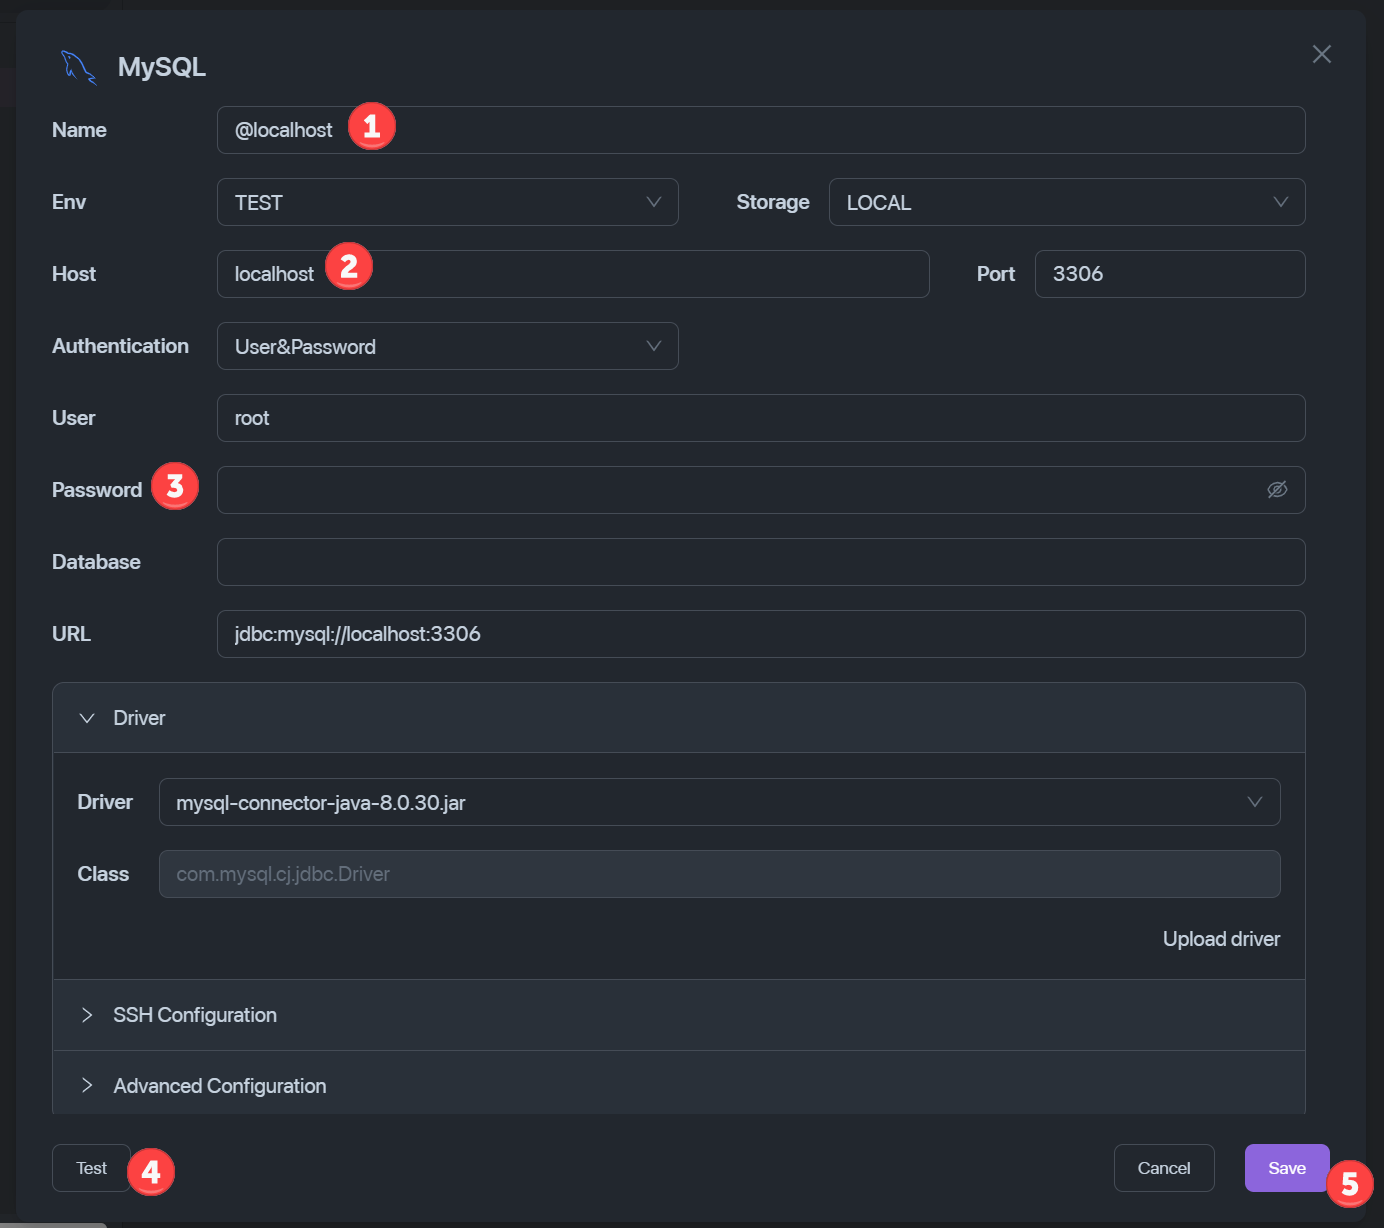 MySQL
Name @localhost 1
Env TEST Storage LOCAL
Host localhost 2 Port 3306
Authentication User&Password
User root
Password 3
Database
URL jdbc:mysql://localhost:3306
Driver
Driver mysql-connector-java-8.0.30.jar
Class com.mysql.cj.jdbc.Driver
Upload driver
SSH Configuration
Advanced Configuration
Test 4 Cancel Save 5